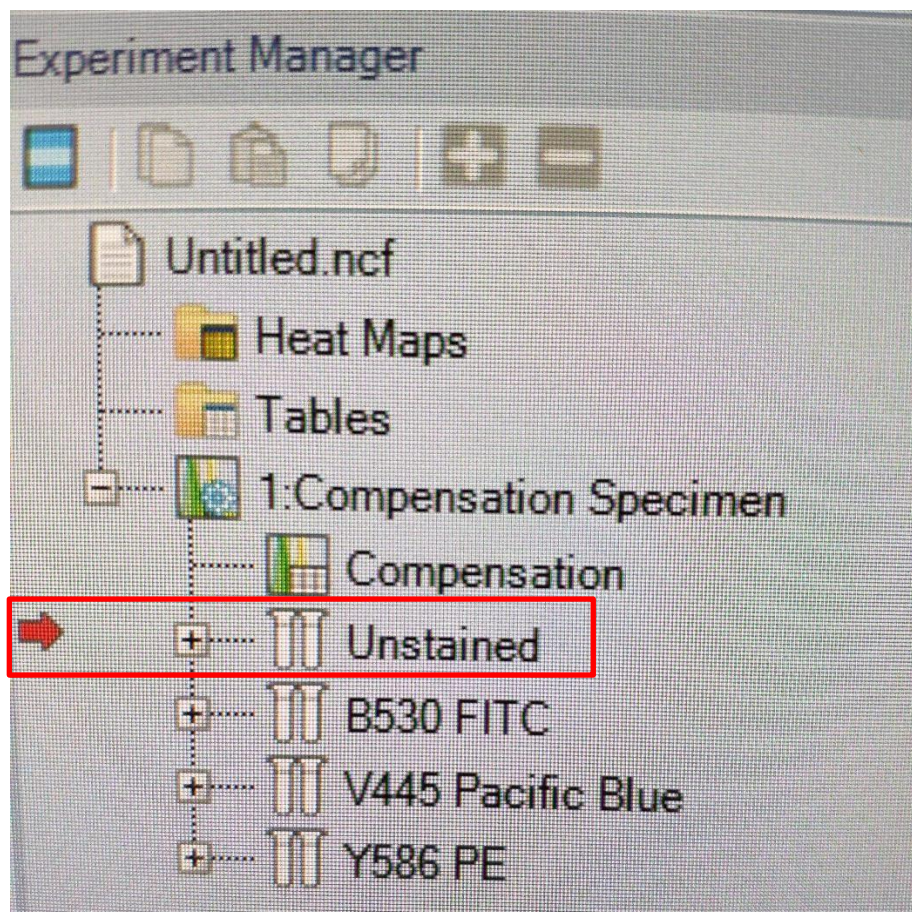 Experiment Manager
Untitled.ncf
Heat Maps
Tables
1:Compensation Specimen
Compensation
Unstained
B530 FITC
V445 Pacific Blue
Y586 PE